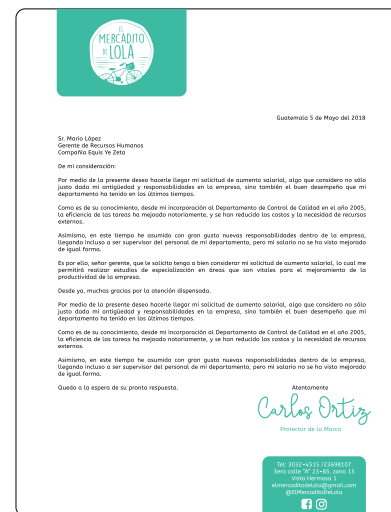 EL
MERCADITO
DE
LOLA
Guatemala 5 de Mayo del 2018
Sr. Mario López
Gerente de Recursos Humanos
Compañía Equis Ye Zeta
De mi consideración:
Por medio de la presente deseo hacerle llegar mi solicitud de aumento salarial, algo que considero no sólo
justo dada mi antigüedad y responsabilidades en la empresa, sino también el buen desempeño que mi
departamento ha tenido en los últimos tiempos.
Como es de su conocimiento, desde mi incorporación al Departamento de Control de Calidad en el año 2005,
la eficiencia de las tareas ha mejorado notoriamente, y se han reducido los costos y la necesidad de recursos
externos.
Asimismo, en este tiempo he asumido con gran gusto nuevas responsabilidades dentro de la empresa,
llegando incluso a ser supervisor del personal de mi departamento, pero mi salario no se ha visto mejorado
de igual forma.
Es por ello, señor gerente, que le solicito tenga a bien considerar mi solicitud de aumento salarial, lo cual me
permitirá realizar estudios de especialización en áreas que son vitales para el mejoramiento de la
productividad de la empresa.
Desde ya, muchas gracias por la atención dispensada.
Por medio de la presente deseo hacerle llegar mi solicitud de aumento salarial, algo que considero no sólo
justo dada mi antigüedad y responsabilidades en la empresa, sino también el buen desempeño que mi
departamento ha tenido en los últimos tiempos.
Como es de su conocimiento, desde mi incorporación al Departamento de Control de Calidad en el año 2005,
la eficiencia de las tareas ha mejorado notoriamente, y se han reducido los costos y la necesidad de recursos
externos.
Asimismo, en este tiempo he asumido con gran gusto nuevas responsabilidades dentro de la empresa,
llegando incluso a ser supervisor del personal de mi departamento, pero mi salario no se ha visto mejorado
de igual forma.
Quedo a la espera de su pronta respuesta.
Atentamente
Carlos Ortiz
Protector de la Marca
Tel: 3032-4515 /23698107
3era calle "A" 23-85, zona 15
Vista Hermosa 1
elmercaditodelola@gmail.com
@ElMercaditoDeLola